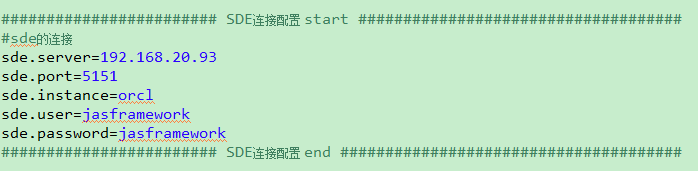 ######################## SDE连接配置 start ####################################
#sde的连接
sde.server=192.168.20.93
sde.port=5151
sde.instance=orcl
sde.user=jasframework
sde.password=jasframework
######################## SDE连接配置 end ######################################